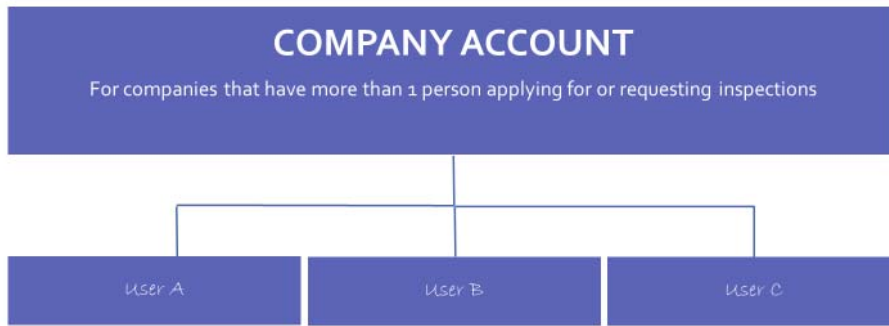 COMPANY ACCOUNT
For companies that have more than 1 person applying for or requesting inspections
User A
User B
User C